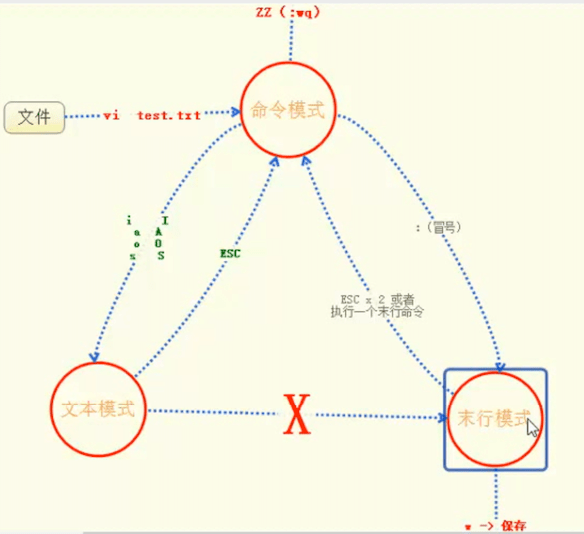 ZZ（:wq）
文件
vi test.txt
命令模式
i
a
o
s
I
A
O
S
ESC
:（冒号）
ESC x 2 或者
执行一个末行命令
文本模式
X
末行模式
w -> 保存